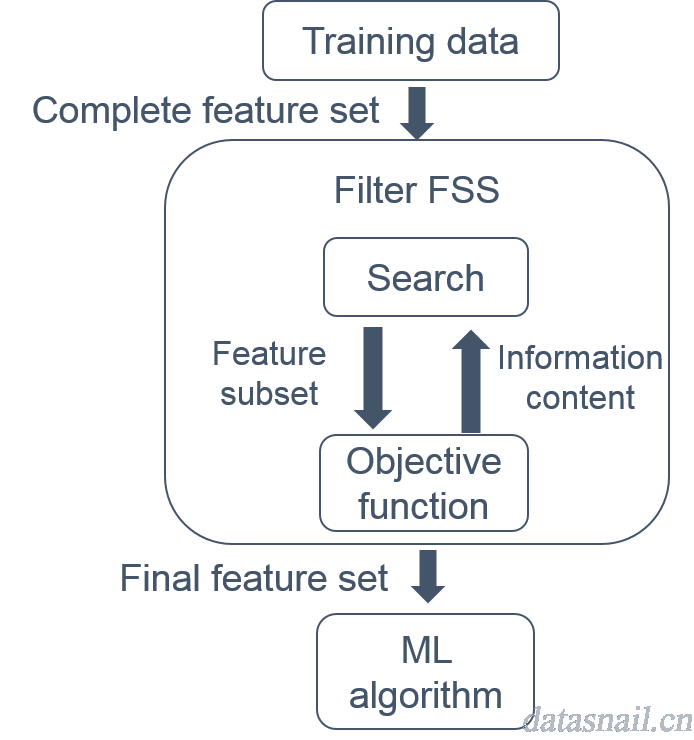 Training data
Complete feature set
Filter FSS
Search
Feature
subset
Information
content
Objective
function
Final feature set
ML
algorithm
datasnail.cn